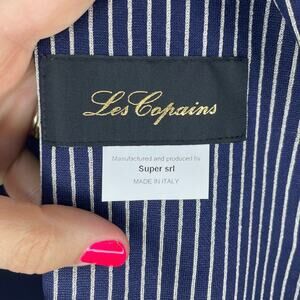 Les Copains
Manufactured and produced by
Super srl
MADE IN ITALY